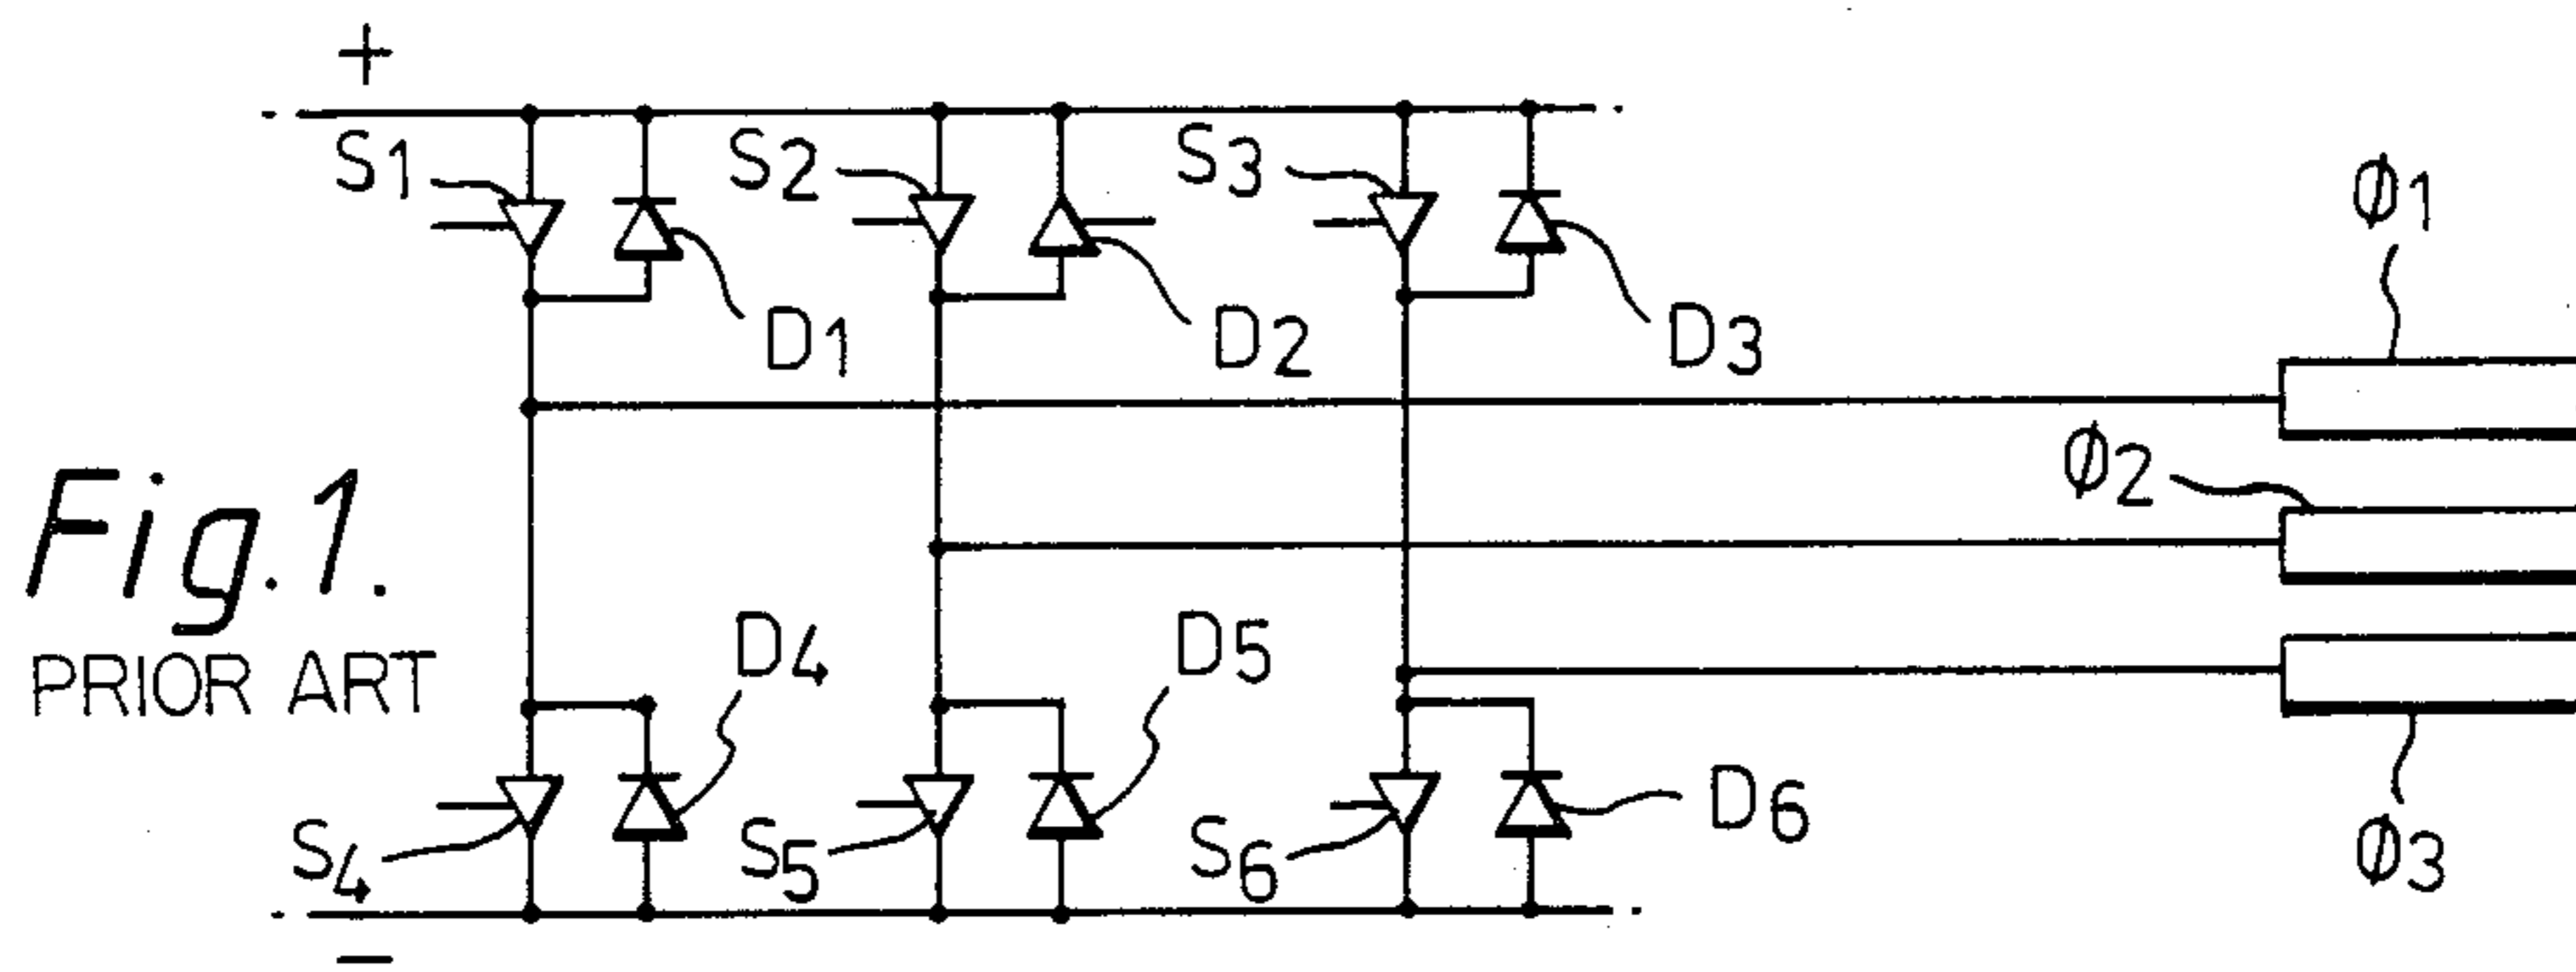 +
S1
S2
S3
Ø1
D1
D2
D3
Ø2
Fig.1.
PRIOR ART
D4
D5
D6
S4
S5
S6
Ø3
−